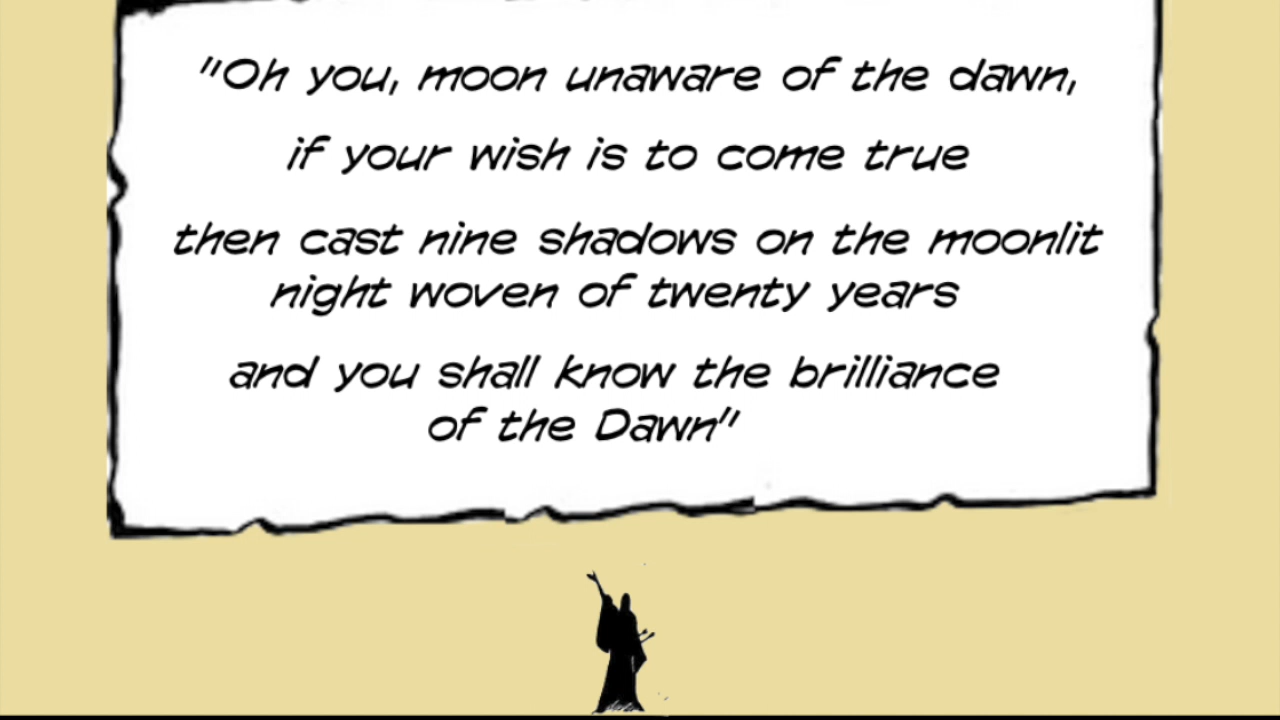 "Oh you, moon unaware of the dawn,
if your wish is to come true
then cast nine shadows on the moonlit
night woven of twenty years
and you shall know the brilliance
of the Dawn"